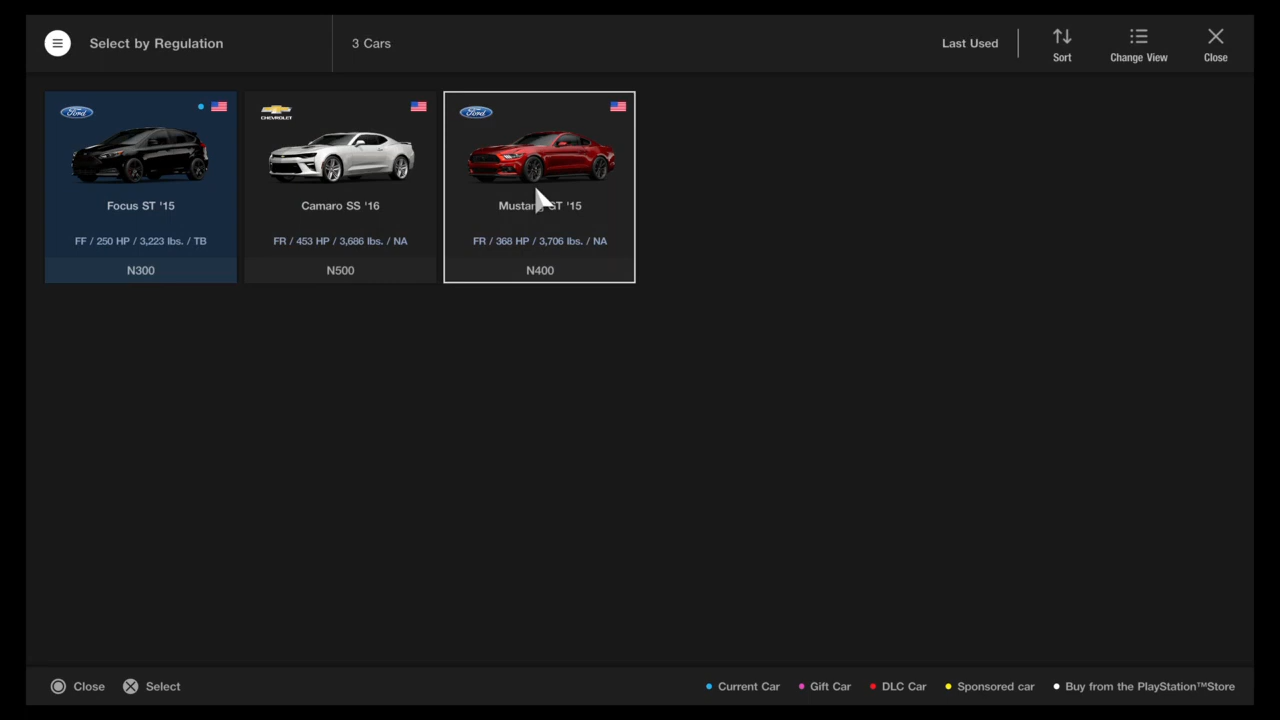 Select by Regulation
3 Cars
Last Used
Sort
Change View
Close
Ford
Focus ST '15
FF / 250 HP / 3,223 lbs. / TB
N300
CHEVROLET
Camaro SS '16
FR / 453 HP / 3,686 lbs. / NA
N500
Ford
Mustang GT '15
FR / 368 HP / 3,706 lbs. / NA
N400
Close
Select
Current Car
Gift Car
DLC Car
Sponsored car
Buy from the PlayStation™Store